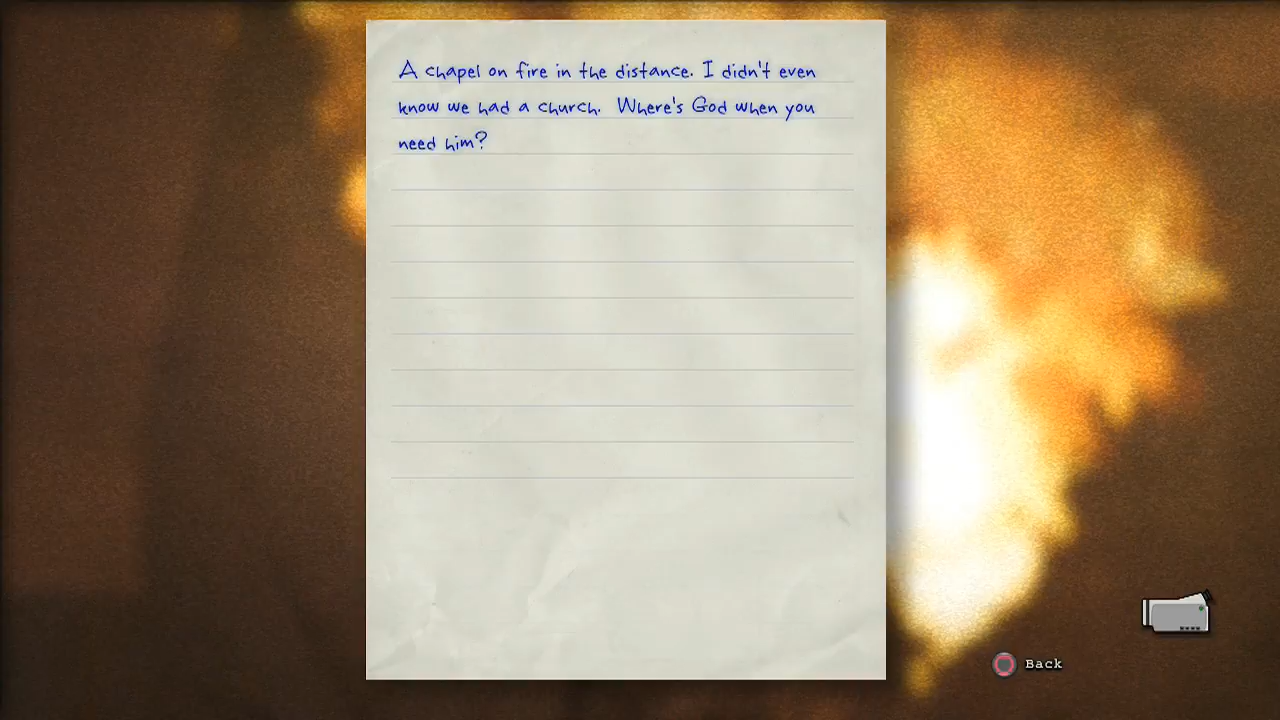 A chapel on fire in the distance. I didn't even
know we had a church. Where's God when you
need him?
Back